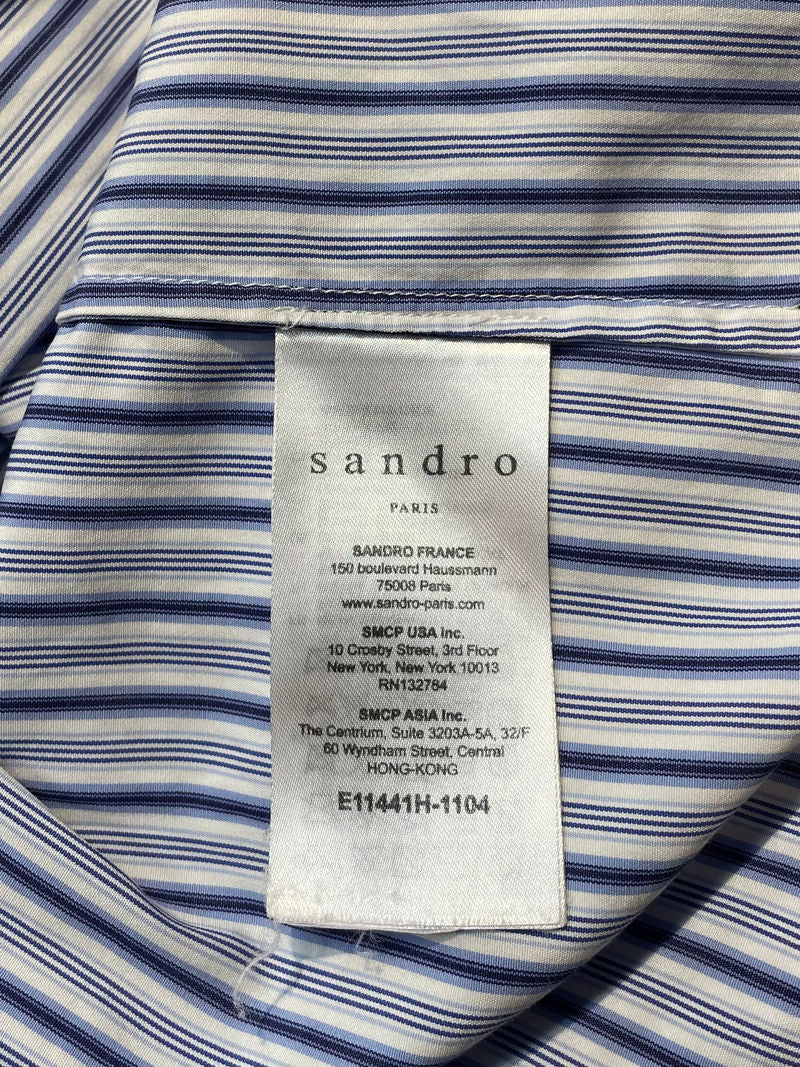 sandro
PARIS
SANDRO FRANCE
150 boulevard Haussmann
75008 Paris
www.sandro-paris.com
SMCP USA Inc.
10 Crosby Street, 3rd Floor
New York, New York 10013
RN132784
SMCP ASIA Inc.
The Centrium, Suite 3203A-5A, 32/F
60 Wyndham Street, Central
HONG-KONG
E11441H-1104